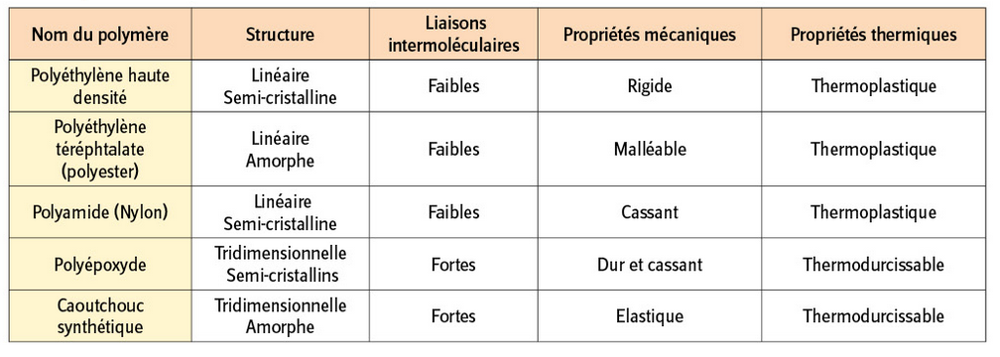 Nom du polymère
Structure
Liaisons
intermoléculaires
Propriétés mécaniques
Propriétés thermiques
Polyéthylène haute
densité
Linéaire
Semi-cristalline
Faibles
Rigide
Thermoplastique
Polyéthylène
téréphtalate
(polyester)
Linéaire
Amorphe
Faibles
Malléable
Thermoplastique
Polyamide (Nylon)
Linéaire
Semi-cristalline
Faibles
Cassant
Thermoplastique
Polyépoxyde
Tridimensionnelle
Semi-cristallins
Fortes
Dur et cassant
Thermodurcissable
Caoutchouc
synthétique
Tridimensionnelle
Amorphe
Fortes
Elastique
Thermodurcissable